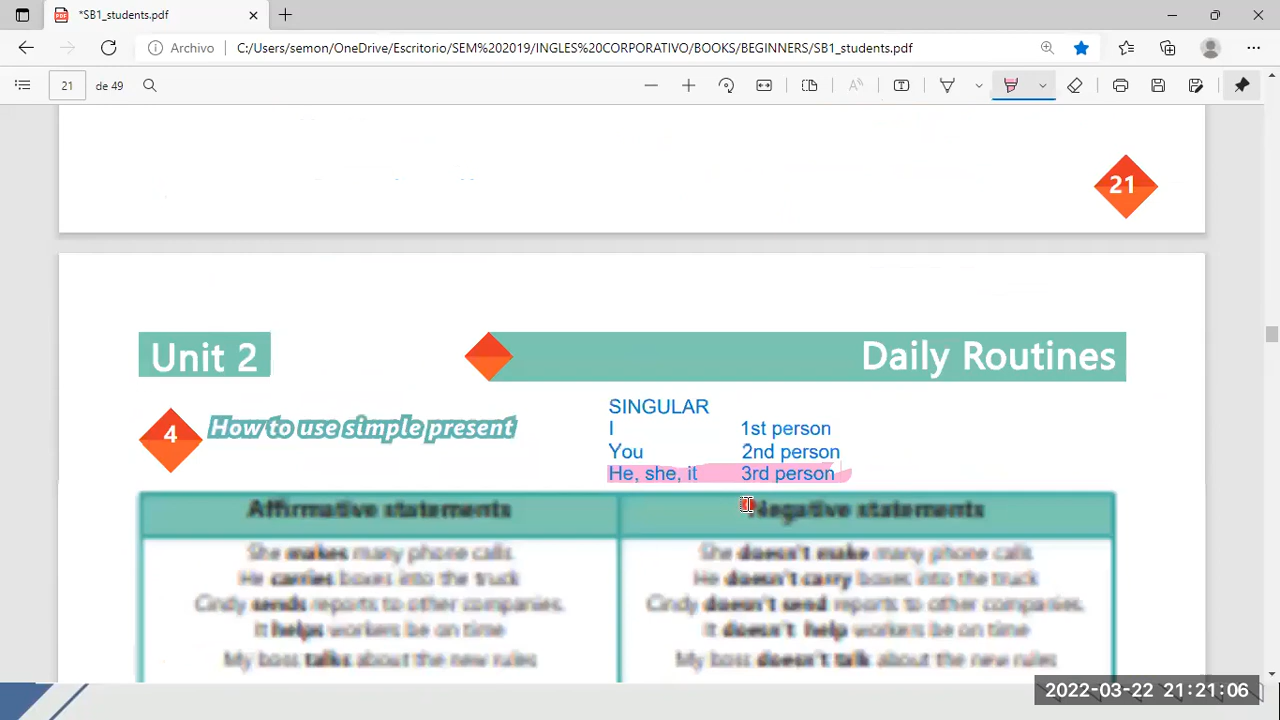 *SB1_students.pdf
Archivo C:/Users/semon/OneDrive/Escritorio/SEM%202019/INGLES%20CORPORATIVO/BOOKS/BEGINNERS/SB1_students.pdf
21 de 49
21
Unit 2
Daily Routines
4 How to use simple present
SINGULAR
I 1st person
You 2nd person
He, she, it 3rd person
Affirmative statements Negative statements
She makes many phone calls She doesn't make many phone calls
He carries boxes into the truck He doesn't carry boxes into the truck
Cindy sends reports to other companies. Cindy doesn't send reports to other companies.
It helps workers be on time It doesn't help workers be on time
My boss talks about the new rules My boss doesn't talk about the new rules
2022-03-22 21:21:06